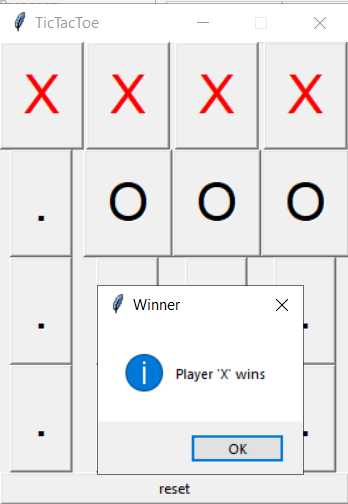 TicTacToe
X X X X
. O O O
.
Winner
Player 'X' wins
.
.
OK
.
reset